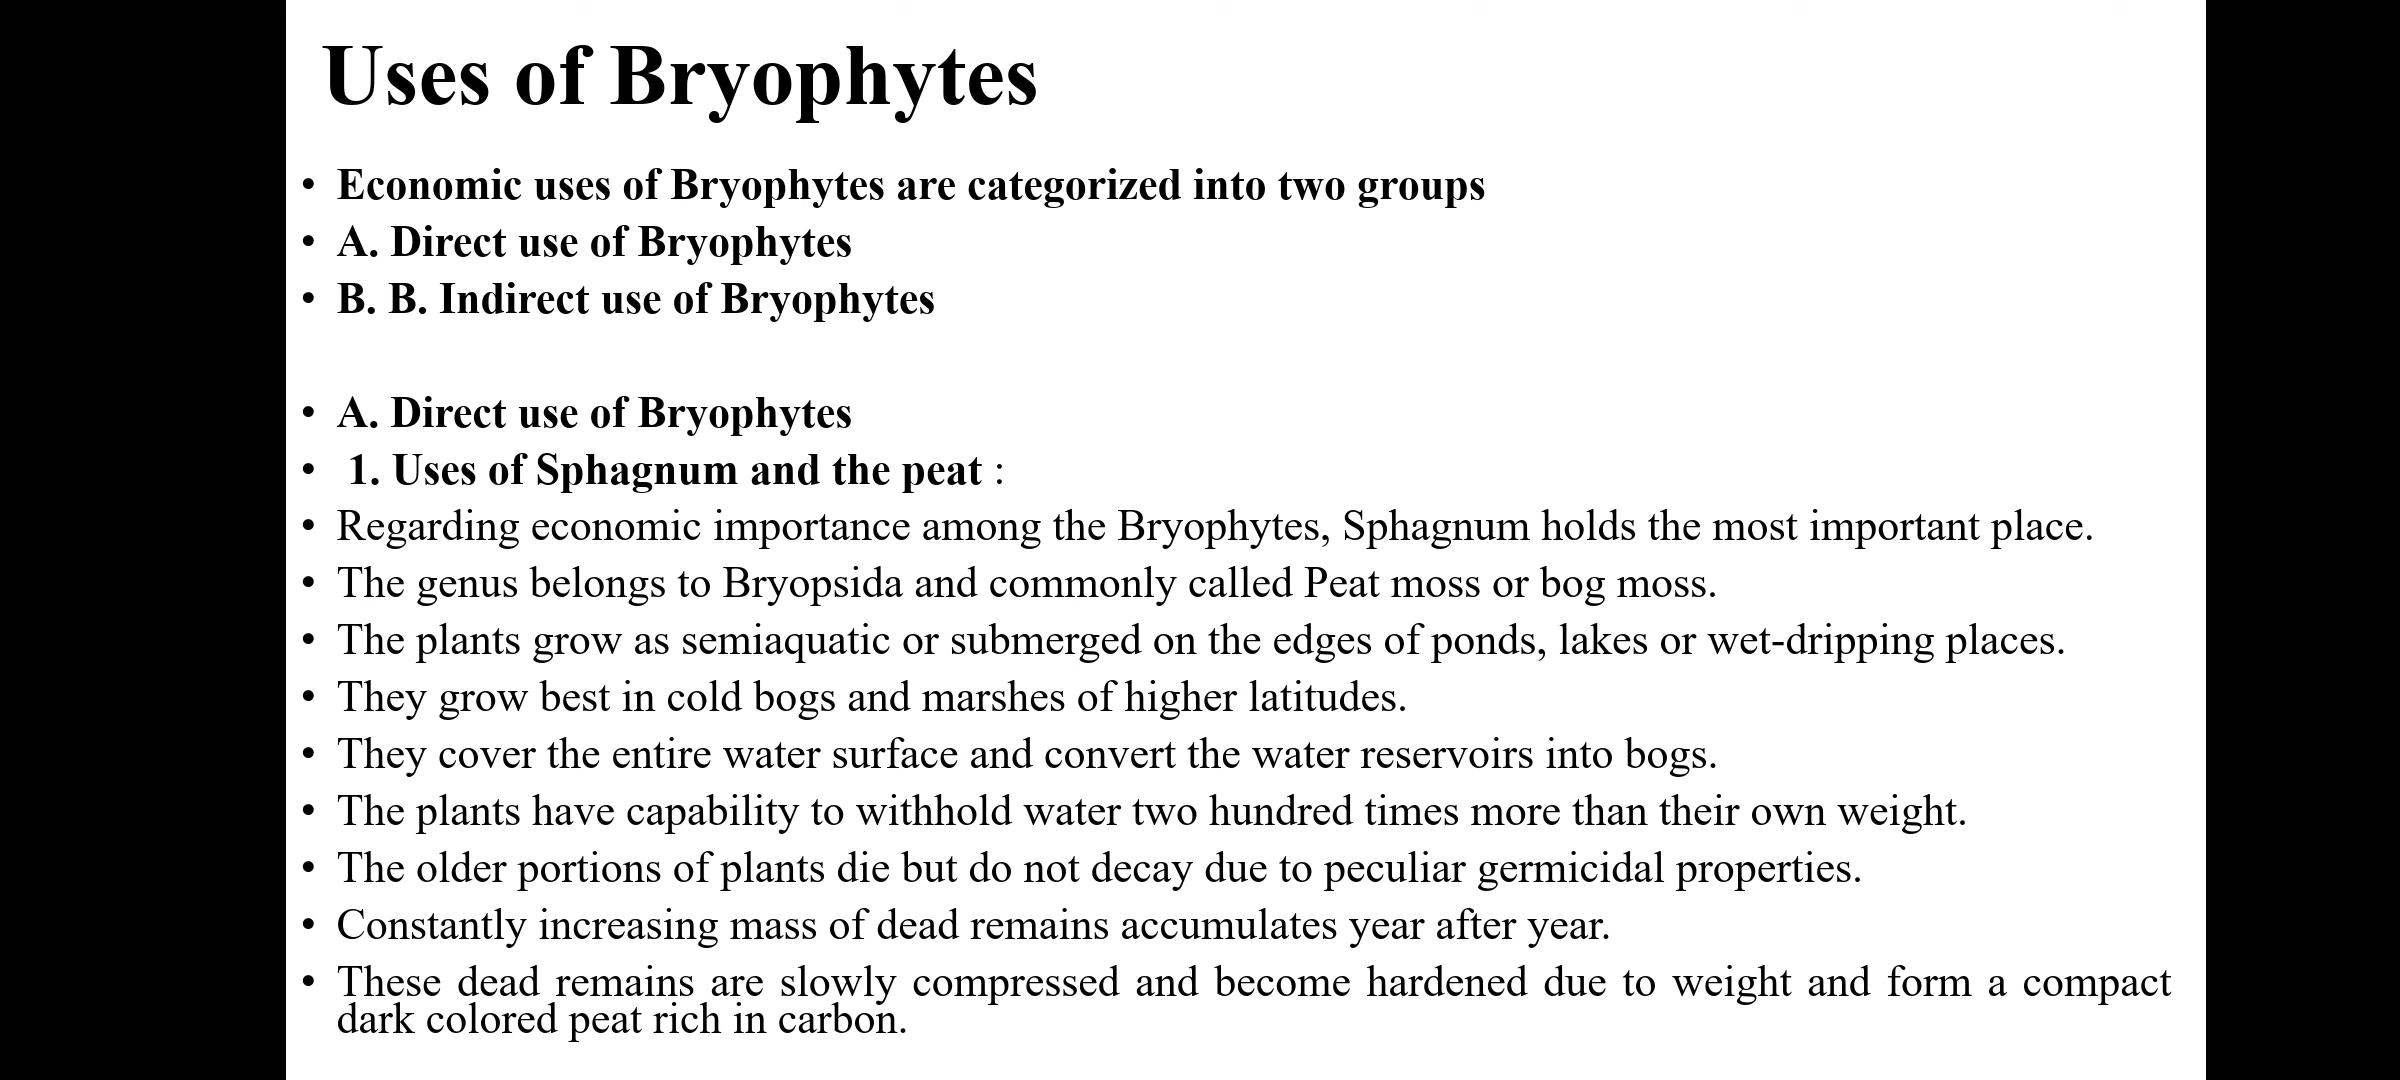 Uses of Bryophytes
• Economic uses of Bryophytes are categorized into two groups
• A. Direct use of Bryophytes
• B. B. Indirect use of Bryophytes
• A. Direct use of Bryophytes
• 1. Uses of Sphagnum and the peat :
• Regarding economic importance among the Bryophytes, Sphagnum holds the most important place.
• The genus belongs to Bryopsida and commonly called Peat moss or bog moss.
• The plants grow as semiaquatic or submerged on the edges of ponds, lakes or wet-dripping places.
• They grow best in cold bogs and marshes of higher latitudes.
• They cover the entire water surface and convert the water reservoirs into bogs.
• The plants have capability to withhold water two hundred times more than their own weight.
• The older portions of plants die but do not decay due to peculiar germicidal properties.
• Constantly increasing mass of dead remains accumulates year after year.
• These dead remains are slowly compressed and become hardened due to weight and form a compact
dark colored peat rich in carbon.